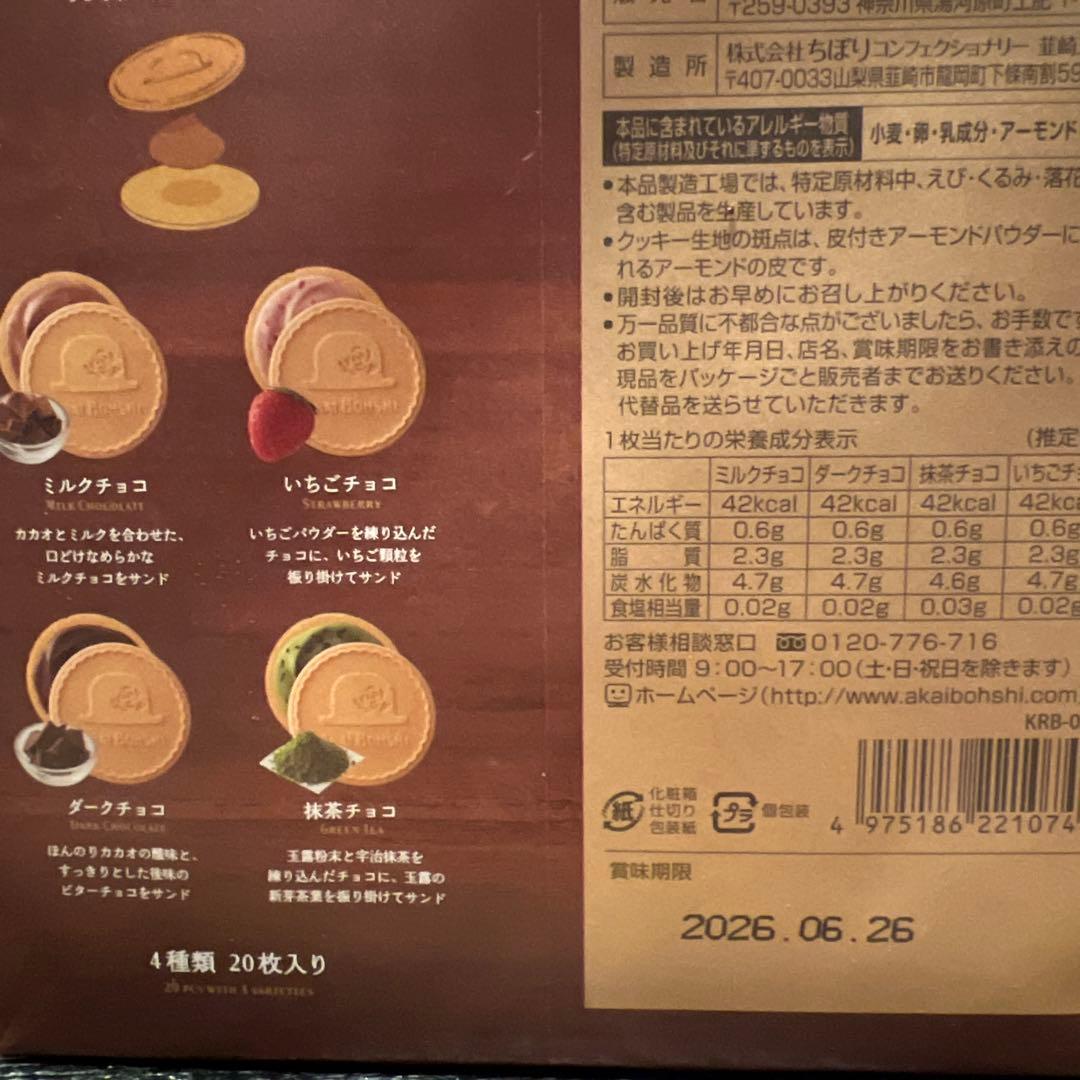 〒259-0393 神奈川県湯河原町土肥
製造所
株式会社ちぼりコンフェクショナリー 韮崎
〒407-0033山梨県韮崎市龍岡町下條南割59
本品に含まれているアレルギー物質
(特定原材料及びそれに準ずるものを表示)
小麦・卵・乳成分・アーモンド
●本品製造工場では、特定原材料中、えび・くるみ・落花
含む製品を生産しています。
●クッキー生地の斑点は、皮付きアーモンドパウダーに
れるアーモンドの皮です。
●開封後はお早めにお召し上がりください。
●万一品質に不都合な点がございましたら、お手数です
お買い上げ年月日、店名、賞味期限をお書き添えの
現品をパッケージごと販売者までお送りください。
代替品を送らせていただきます。
1枚当たりの栄養成分表示 (推定
ミルクチョコ ダークチョコ 抹茶チョコ いちごチ
エネルギー 42kcal 42kcal 42kcal 42kc
たんぱく質 0.6g 0.6g 0.6g 0.6g
脂質 2.3g 2.3g 2.3g 2.3g
炭水化物 4.7g 4.7g 4.6g 4.7g
食塩相当量 0.02g 0.02g 0.03g 0.02g
お客様相談窓口 0120-776-716
受付時間 9:00〜17:00(土・日・祝日を除きます)
ホームページ(http://www.akaibohshi.com
KRB-0
紙
化粧箱
仕切り
包装紙
プラ
個包装
4 975186 221074
賞味期限
2026.06.26
ミルクチョコ
MILK CHOCOLATE
カカオとミルクを合わせた、
口どけなめらかな
ミルクチョコをサンド
いちごチョコ
STRAWBERRY
いちごパウダーを練り込んだ
チョコに、いちご顆粒を
振り掛けてサンド
ダークチョコ
DARK CHOCOLATE
ほんのりカカオの酸味と、
すっきりとした後味の
ビターチョコをサンド
抹茶チョコ
GREEN TEA
玉露粉末と宇治抹茶を
練り込んだチョコに、玉露の
新芽茶葉を振り掛けてサンド
4種類 20枚入り
20 PCS WITH 4 VARIETIES